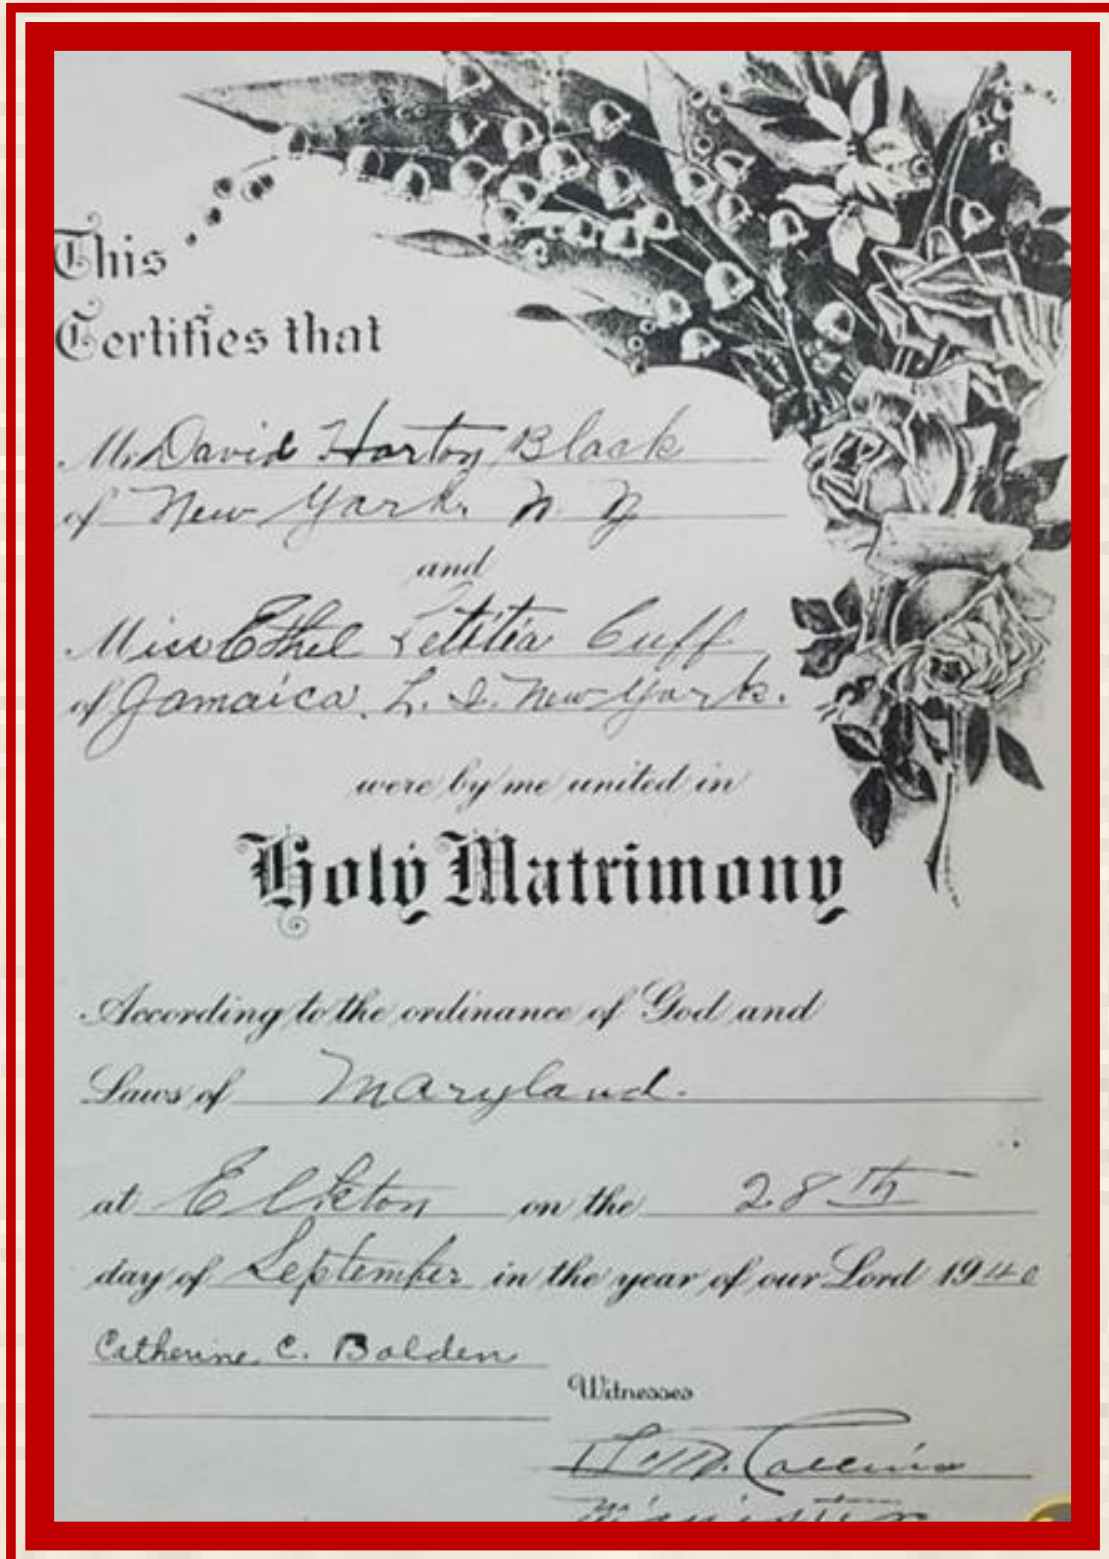 This
Certifies that
Mr. David Horton Black
of New York. N. Y.
and
Miss Ethel Letitia Cuff
of Jamaica, L. I. New York.
were by me united in
Holy Matrimony
According to the ordinance of God and
Laws of Maryland.
at Elkton on the 28th
day of September in the year of our Lord 1940
Catherine C. Bolden
Witnesses
Collins
Minister